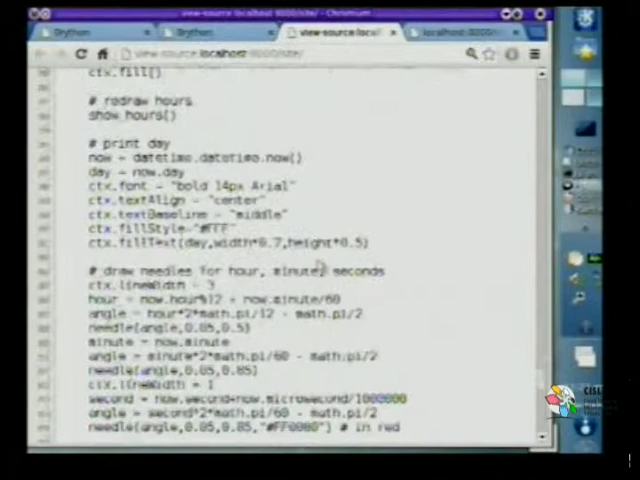 view-source:localhost:8000/site/ - Chromium
Brython
Brython
view-source:local
localhost:8000/s
view-source:localhost:8000/site/
ctx.fill()
# redraw hours
show_hours()
# print day
now = datetime.datetime.now()
day = now.day
ctx.font = "bold 14px Arial"
ctx.textAlign = "center"
ctx.textBaseline = "middle"
ctx.fillStyle="#FFF"
ctx.fillText(day,width*0.7,height*0.5)
# draw needles for hour, minute, seconds
ctx.lineWidth = 3
hour = now.hour%12 + now.minute/60
angle = hour*2*math.pi/12 - math.pi/2
needle(angle,0.05,0.5)
minute = now.minute
angle = minute*2*math.pi/60 - math.pi/2
needle(angle,0.05,0.85)
ctx.lineWidth = 1
second = now.second+now.microsecond/1000000
angle = second*2*math.pi/60 - math.pi/2
needle(angle,0.05,0.85,"#FF0000") # in red